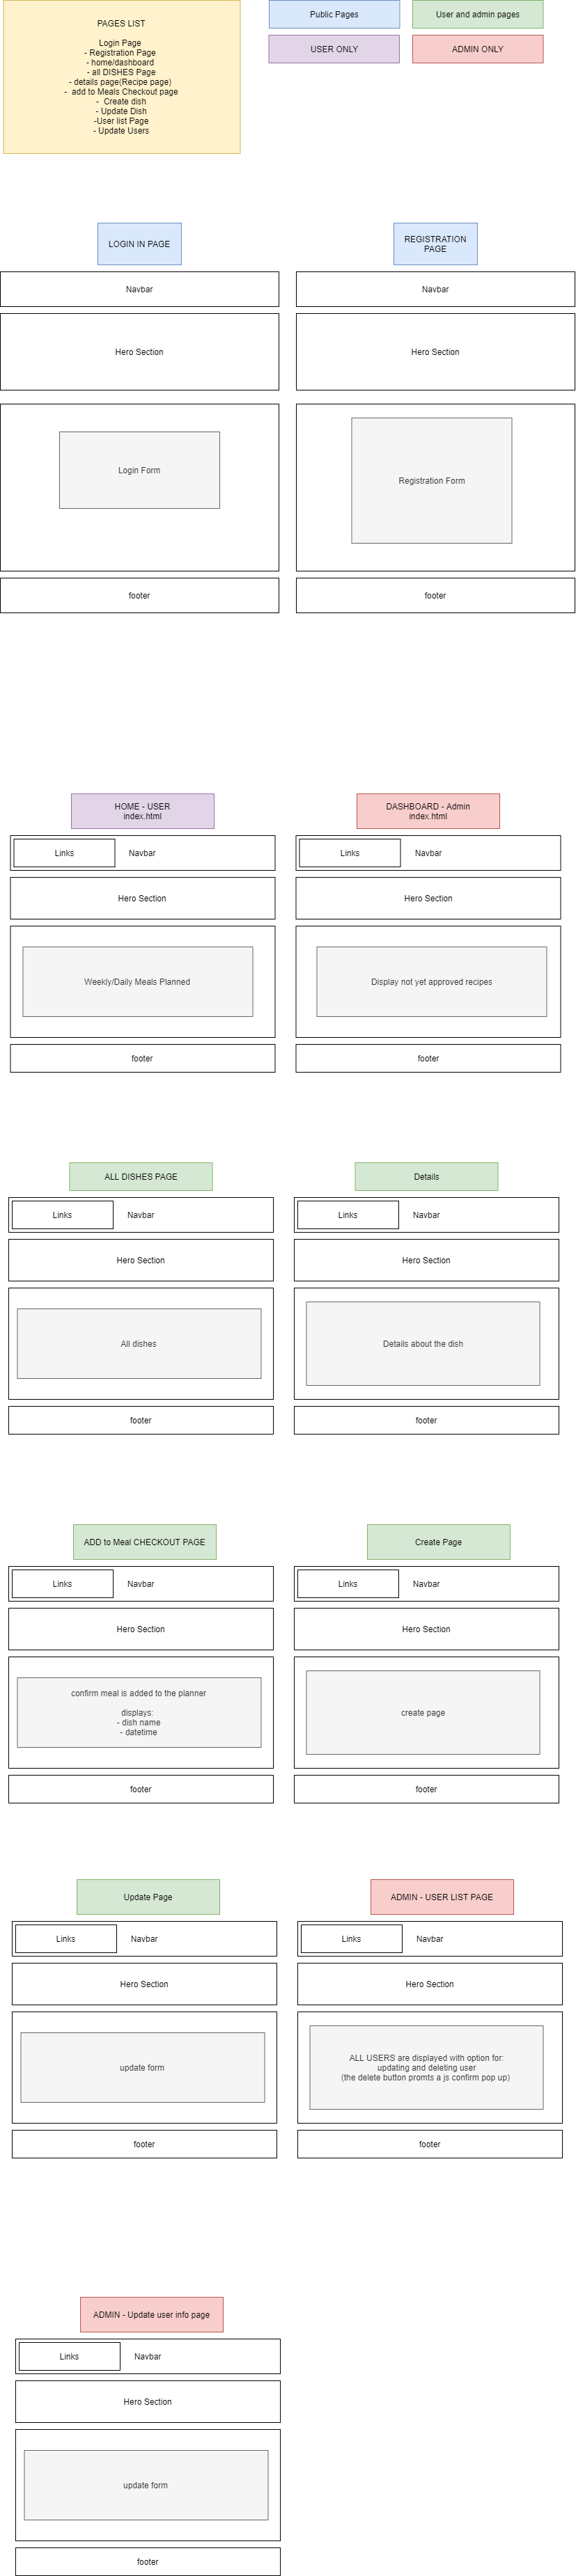 PAGES LIST
Login Page
- Registration Page
- home/dashboard
- all DISHES Page
- details page(Recipe page)
- add to Meals Checkout page
- Create dish
- Update Dish
-User list Page
- Update Users
Public Pages
User and admin pages
USER ONLY
ADMIN ONLY
LOGIN IN PAGE
REGISTRATION
PAGE
Navbar
Navbar
Hero Section
Hero Section
Login Form
Registration Form
footer
footer
HOME - USER
index.html
DASHBOARD - Admin
index.html
Links
Navbar
Links
Navbar
Hero Section
Hero Section
Weekly/Daily Meals Planned
Display not yet approved recipes
footer
footer
ALL DISHES PAGE
Details
Links
Navbar
Links
Navbar
Hero Section
Hero Section
All dishes
Details about the dish
footer
footer
ADD to Meal CHECKOUT PAGE
Create Page
Links
Navbar
Links
Navbar
Hero Section
Hero Section
confirm meal is added to the planner
displays:
- dish name
- datetime
create page
footer
footer
Update Page
ADMIN - USER LIST PAGE
Links
Navbar
Links
Navbar
Hero Section
Hero Section
update form
ALL USERS are displayed with option for:
updating and deleting user
(the delete button promts a js confirm pop up)
footer
footer
ADMIN - Update user info page
Links
Navbar
Hero Section
update form
footer